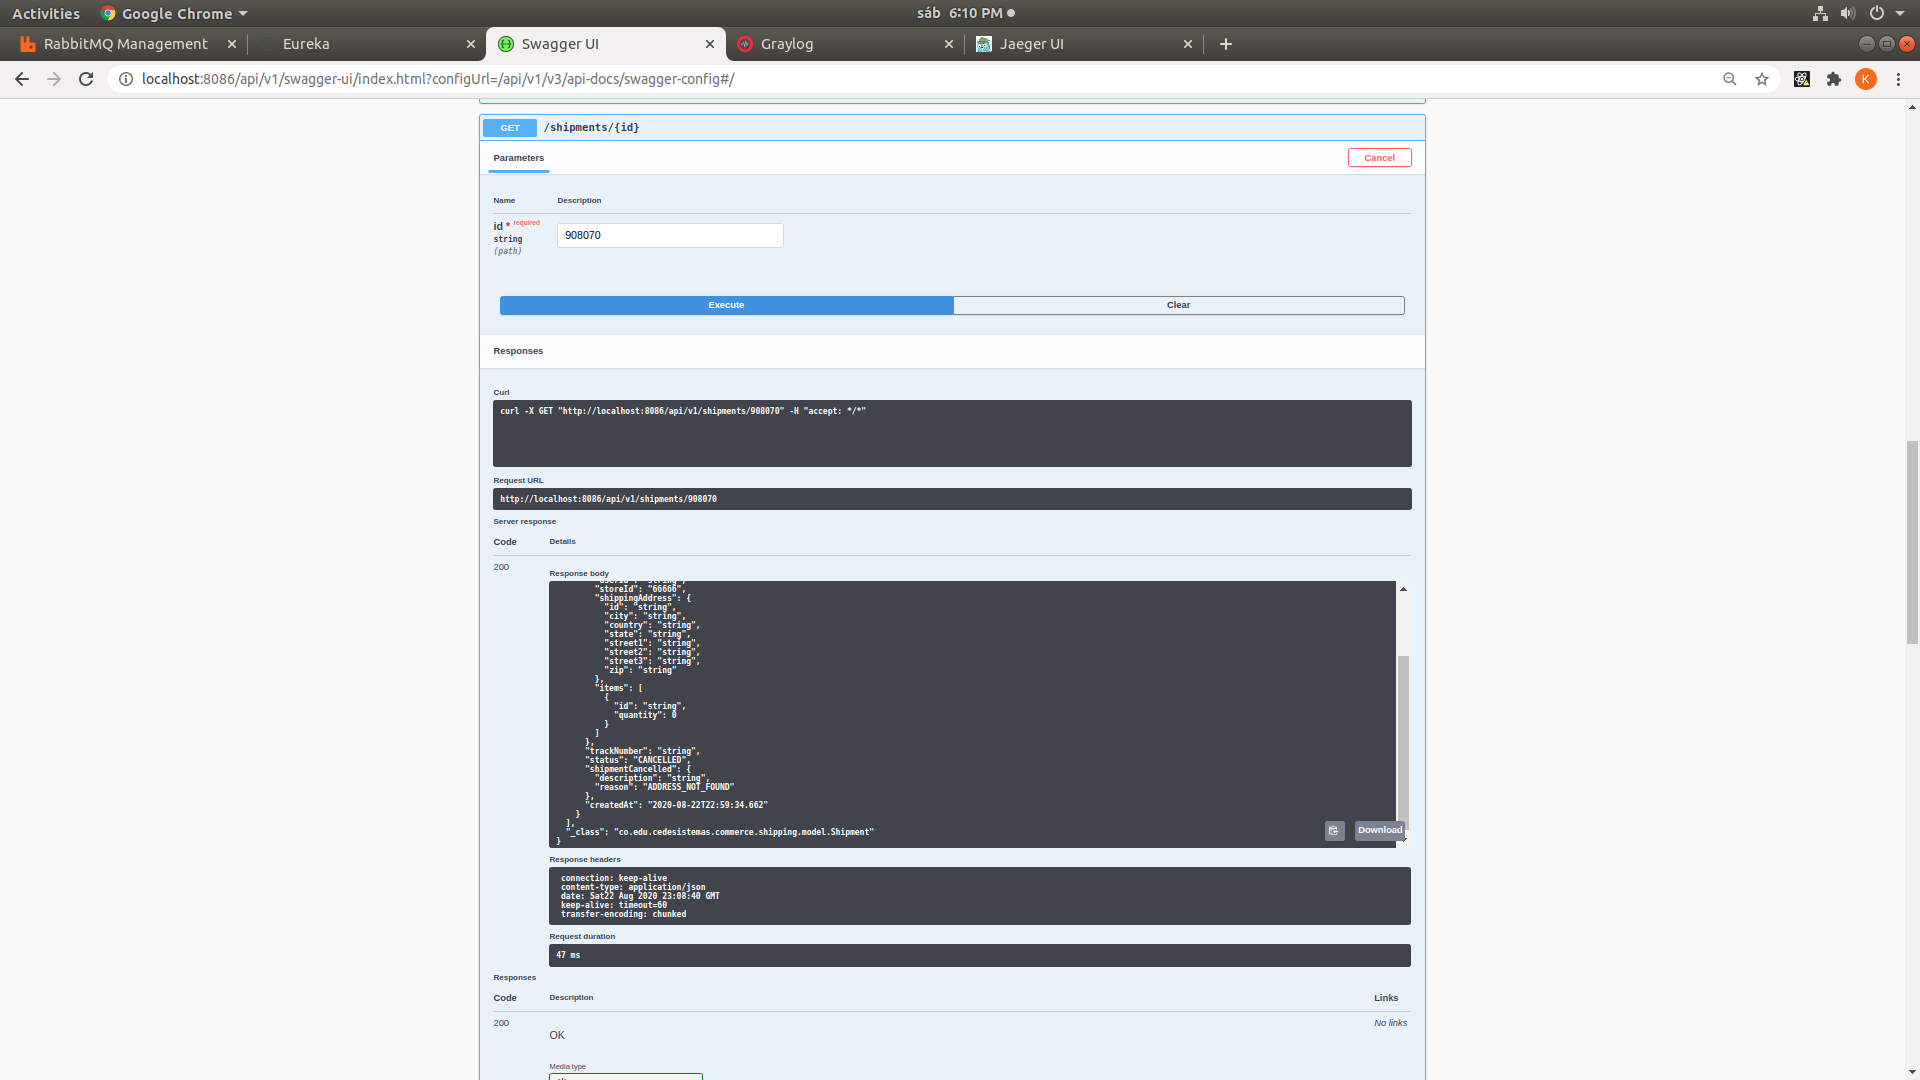 Activities Google Chrome sáb 6:10 PM
RabbitMQ Management Eureka Swagger UI Graylog Jaeger UI
localhost:8086/api/v1/swagger-ui/index.html?configUrl=/api/v1/v3/api-docs/swagger-config#/ K
GET /shipments/{id}
Parameters Cancel
Name Description
id * required 908070
string
(path)
Execute Clear
Responses
Curl
curl -X GET "http://localhost:8086/api/v1/shipments/908070" -H "accept: */*"
Request URL
http://localhost:8086/api/v1/shipments/908070
Server response
Code Details
200
Response body
"userId": "string",
"storeId": "66666",
"shippingAddress": {
"id": "string",
"city": "string",
"country": "string",
"state": "string",
"street1": "string",
"street2": "string",
"street3": "string",
"zip": "string"
},
"items": [
{
"id": "string",
"quantity": 0
}
]
},
"trackNumber": "string",
"status": "CANCELLED",
"shipmentCancelled": {
"description": "string",
"reason": "ADDRESS_NOT_FOUND"
},
"createdAt": "2020-08-22T22:59:34.662"
}
],
"_class": "co.edu.cedesistemas.commerce.shipping.model.Shipment"
}
Download
Response headers
connection: keep-alive
content-type: application/json
date: Sat22 Aug 2020 23:08:40 GMT
keep-alive: timeout=60
transfer-encoding: chunked
Request duration
47 ms
Responses
Code Description Links
200 No links
OK
Media type